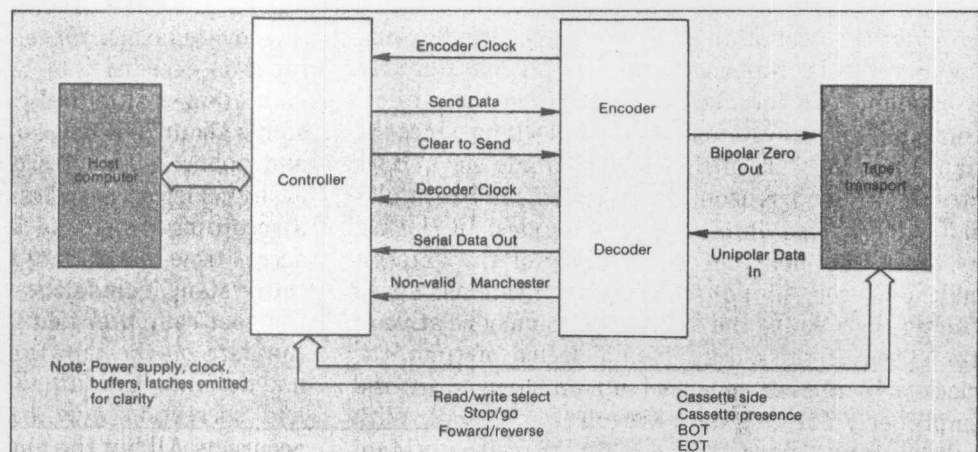 Encoder Clock
Send Data
Clear to Send
Decoder Clock
Serial Data Out
Non-valid Manchester
Host
computer
Controller
Encoder
Decoder
Bipolar Zero
Out
Unipolar Data
In
Tape
transport
Note: Power supply, clock,
buffers, latches omitted
for clarity
Read/write select
Stop/go
Foward/reverse
Cassette side
Cassette presence
BOT
EOT